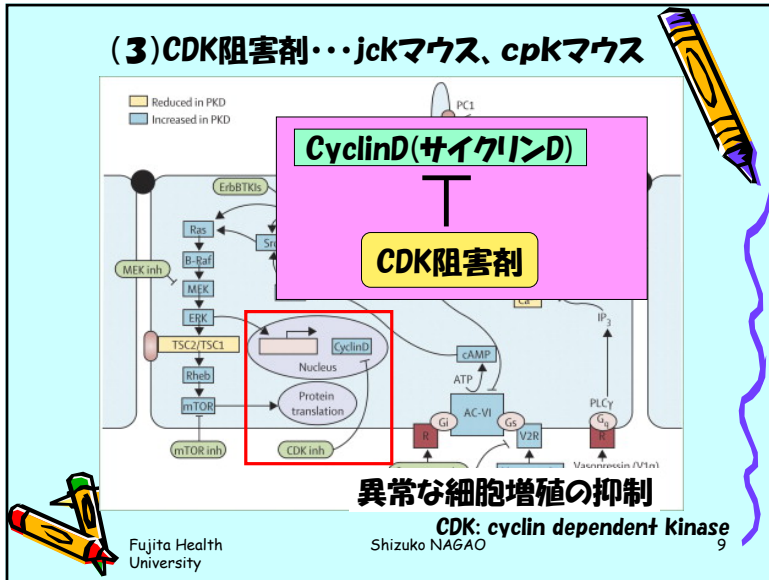 (3)CDK阻害剤・・・jckマウス、cpkマウス
Reduced in PKD
Increased in PKD
PC1
CyclinD(サイクリンD)
CDK阻害剤
ErbBTKIs
Ras
B-Raf
MEK inh
MEK
ERK
TSC2/TSC1
Rheb
mTOR
mTOR inh
CyclinD
Nucleus
Protein
translation
CDK inh
cAMP
ATP
AC-VI
Gi
Gs
R
V2R
IP3
PLCγ
Gq
R
Vasopressin (V1α)
異常な細胞増殖の抑制
CDK: cyclin dependent kinase
Fujita Health
University
Shizuko NAGAO
9